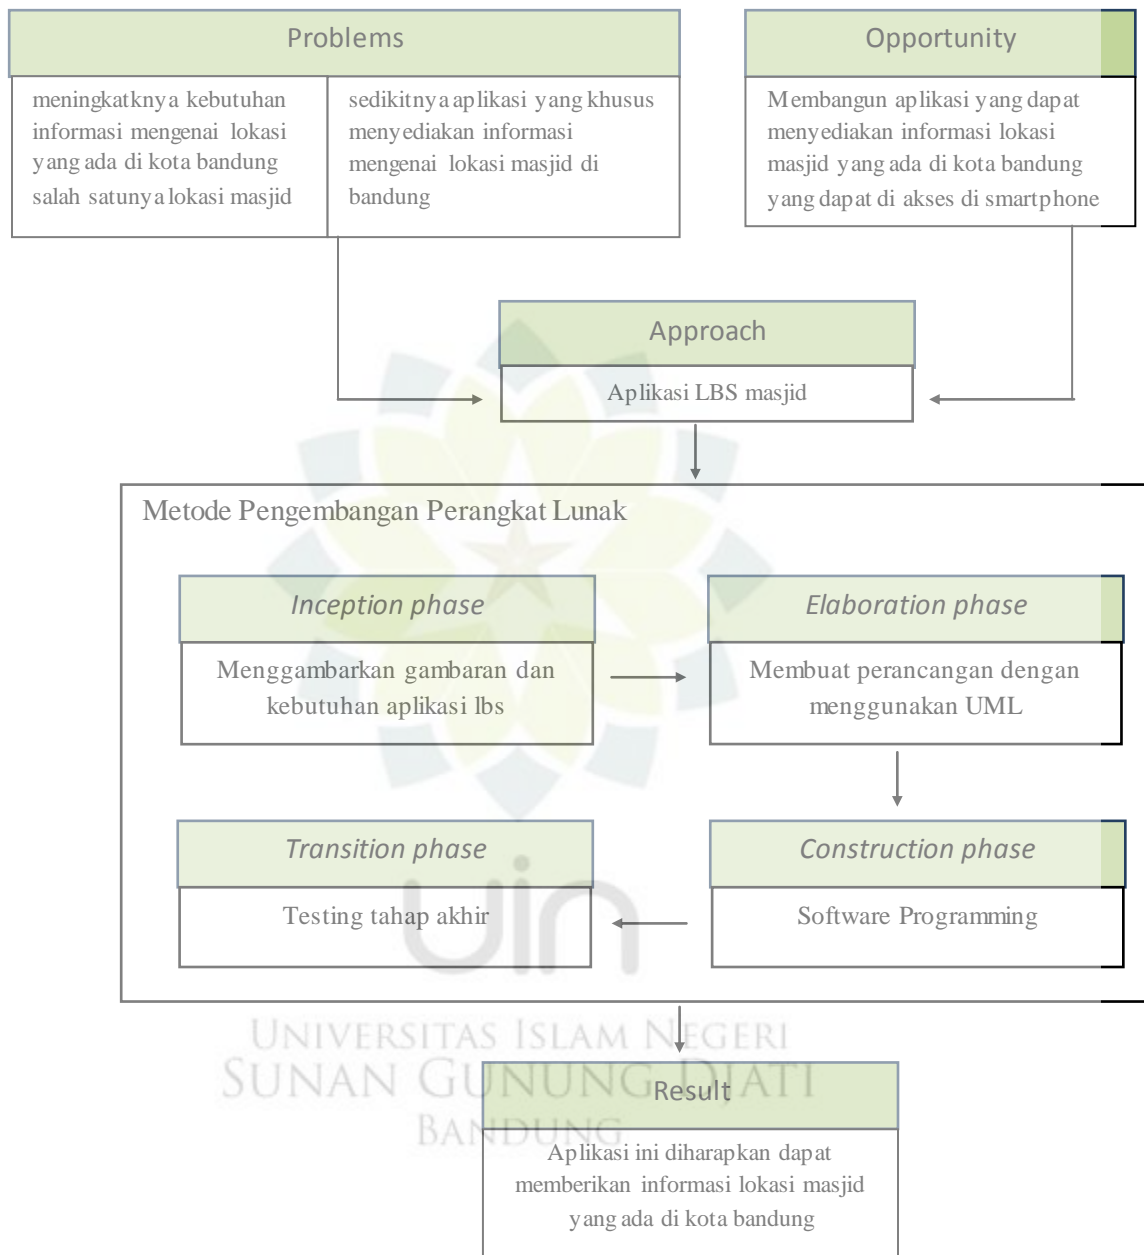 Problems
meningkatknya kebutuhan
informasi mengenai lokasi
yang ada di kota bandung
salah satunya lokasi masjid
sedikitnya aplikasi yang khusus
menyediakan informasi
mengenai lokasi masjid di
bandung
Opportunity
Membangun aplikasi yang dapat
menyediakan informasi lokasi
masjid yang ada di kota bandung
yang dapat di akses di smartphone
Approach
Aplikasi LBS masjid
Metode Pengembangan Perangkat Lunak
Inception phase
Menggambarkan gambaran dan
kebutuhan aplikasi lbs
Elaboration phase
Membuat perancangan dengan
menggunakan UML
Transition phase
Testing tahap akhir
Construction phase
Software Programming
uin
UNIVERSITAS ISLAM NEGERI
SUNAN GUNUNG DJATI
BANDUNG
Result
Aplikasi ini diharapkan dapat
memberikan informasi lokasi masjid
yang ada di kota bandung